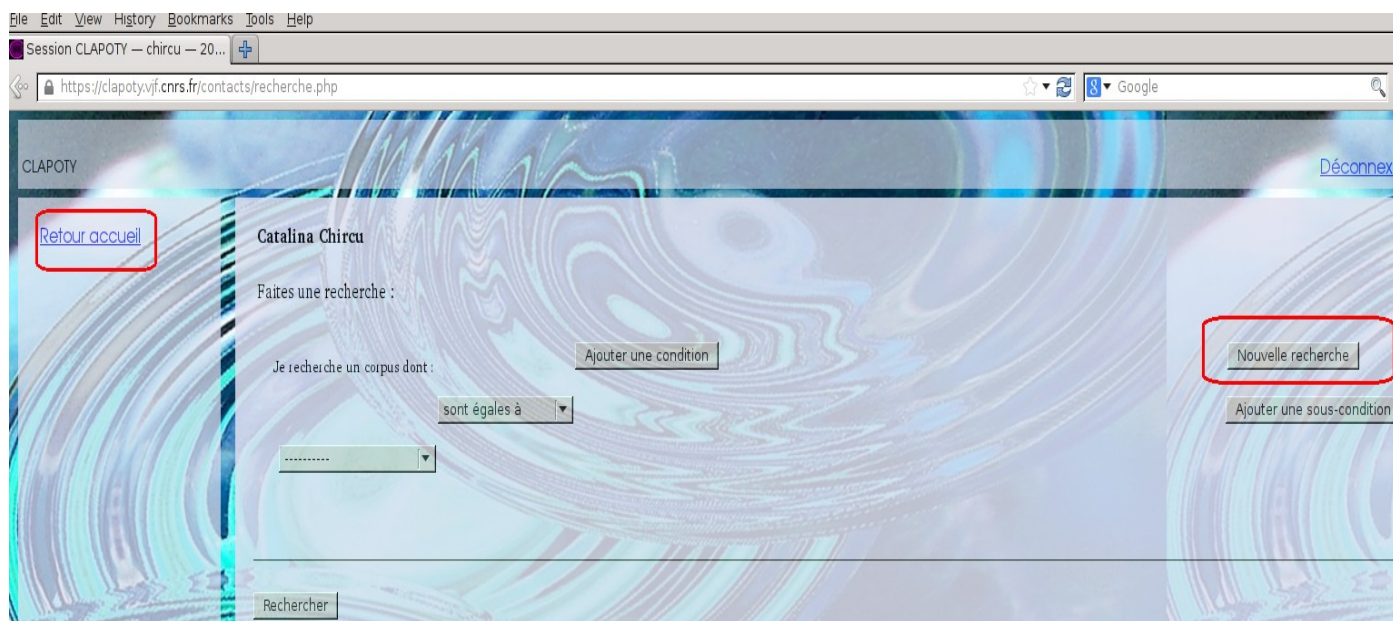 File Edit View History Bookmarks Tools Help
Session CLAPOTY — chircu — 20...
https://clapoty.vjf.cnrs.fr/contacts/recherche.php
Google
CLAPOTY
Déconnex
Retour accueil
Catalina Chircu
Faites une recherche :
Je recherche un corpus dont :
Ajouter une condition
Nouvelle recherche
sont égales à
Ajouter une sous-condition
----------
Rechercher